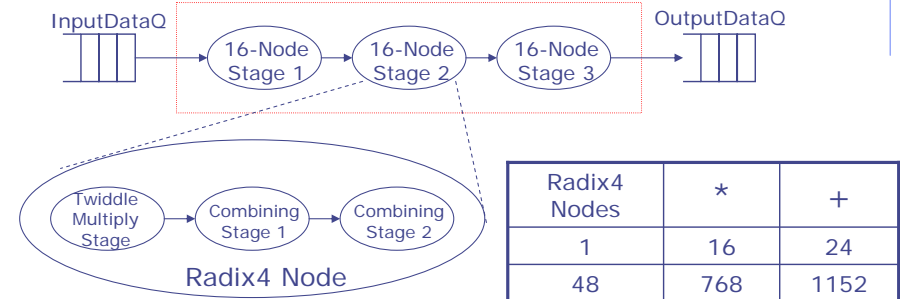 InputDataQ
OutputDataQ
16-Node
Stage 1
16-Node
Stage 2
16-Node
Stage 3
Twiddle
Multiply
Stage
Combining
Stage 1
Combining
Stage 2
Radix4 Node
Radix4
Nodes
*
+
1
16
24
48
768
1152